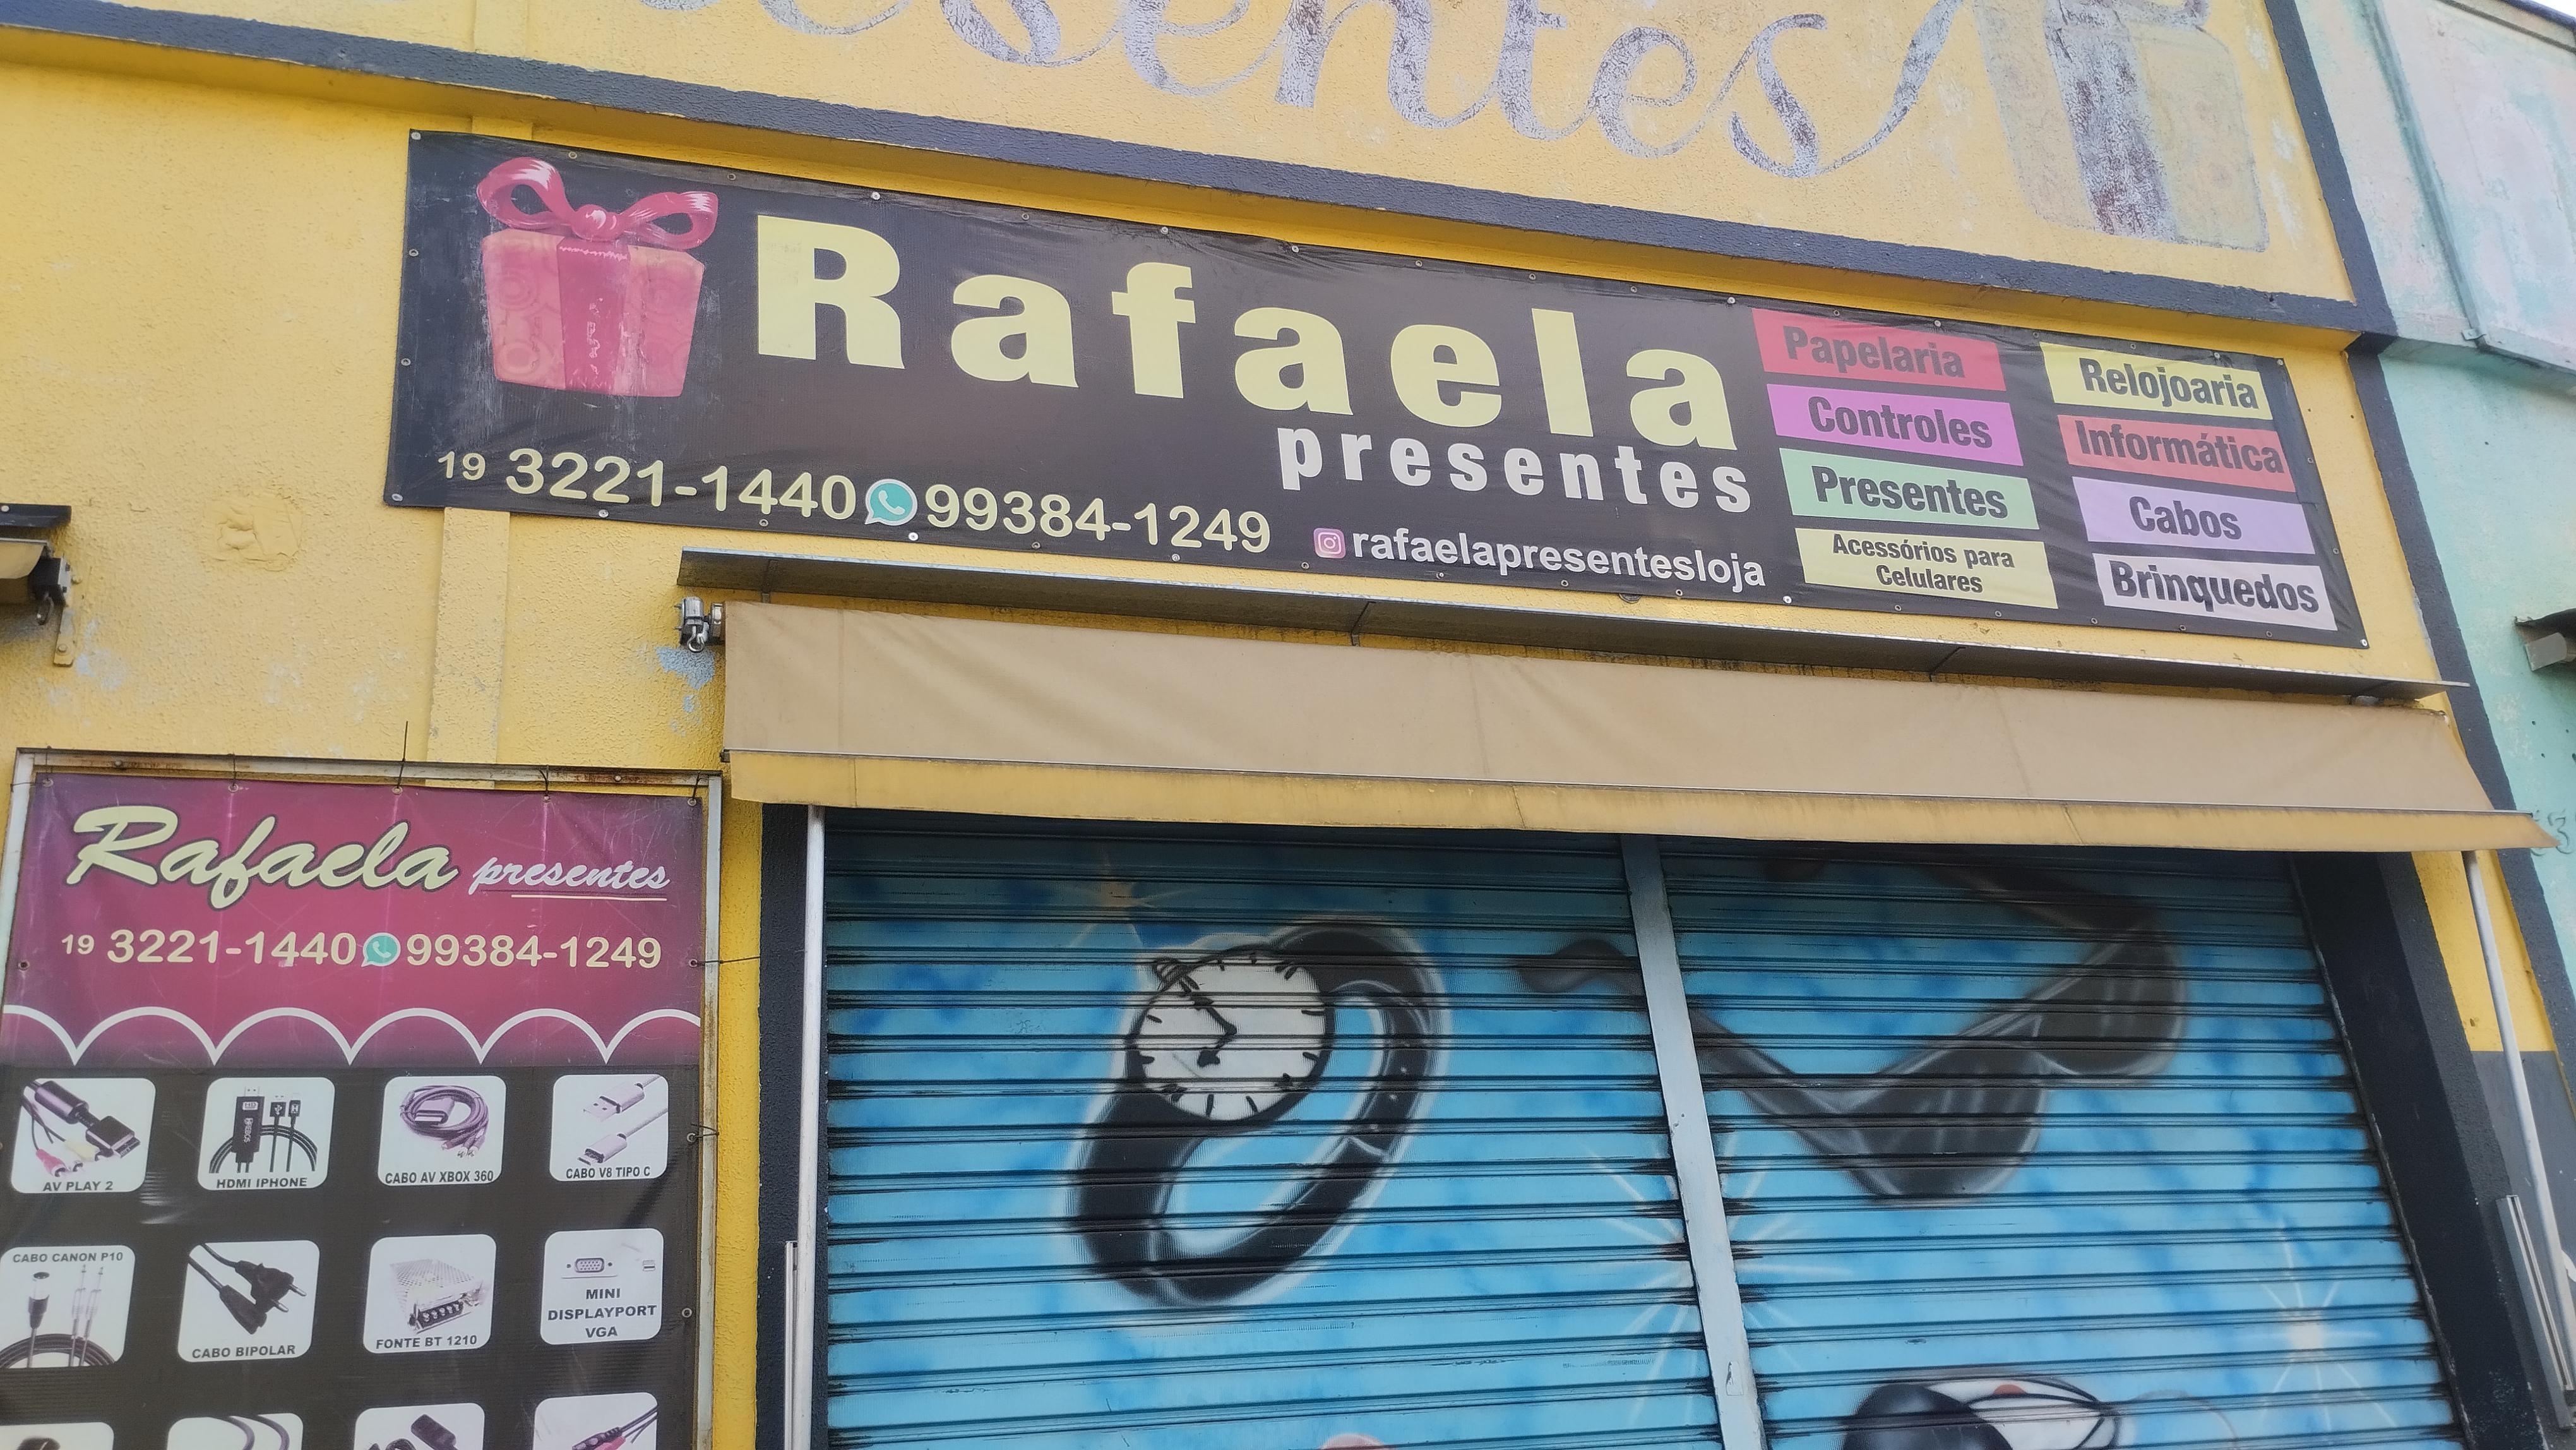 esentes
Rafaela
presentes
19 3221-1440 99384-1249
rafaelapresentesloja
Papelaria
Controles
Presentes
Acessórios para
Celulares
Relojoaria
Informática
Cabos
Brinquedos
Rafaela presentes
19 3221-1440 99384-1249
AV PLAY 2
HDMI IPHONE
CABO AV XBOX 360
CABO V8 TIPO C
CABO CANON P10
CABO BIPOLAR
FONTE BT 1210
MINI
DISPLAYPORT
VGA